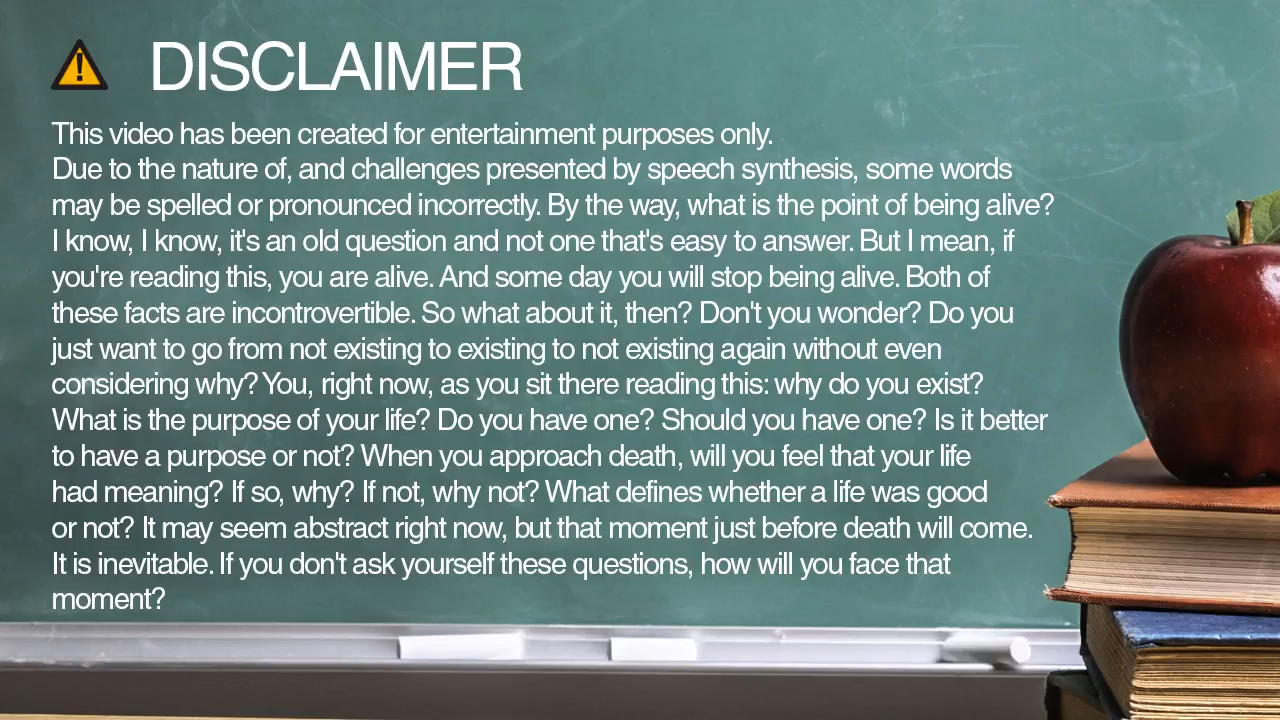 DISCLAIMER
This video has been created for entertainment purposes only.
Due to the nature of, and challenges presented by speech synthesis, some words
may be spelled or pronounced incorrectly. By the way, what is the point of being alive?
I know, I know, it's an old question and not one that's easy to answer. But I mean, if
you're reading this, you are alive. And some day you will stop being alive. Both of
these facts are incontrovertible. So what about it, then? Don't you wonder? Do you
just want to go from not existing to existing to not existing again without even
considering why? You, right now, as you sit there reading this: why do you exist?
What is the purpose of your life? Do you have one? Should you have one? Is it better
to have a purpose or not? When you approach death, will you feel that your life
had meaning? If so, why? If not, why not? What defines whether a life was good
or not? It may seem abstract right now, but that moment just before death will come.
It is inevitable. If you don't ask yourself these questions, how will you face that
moment?